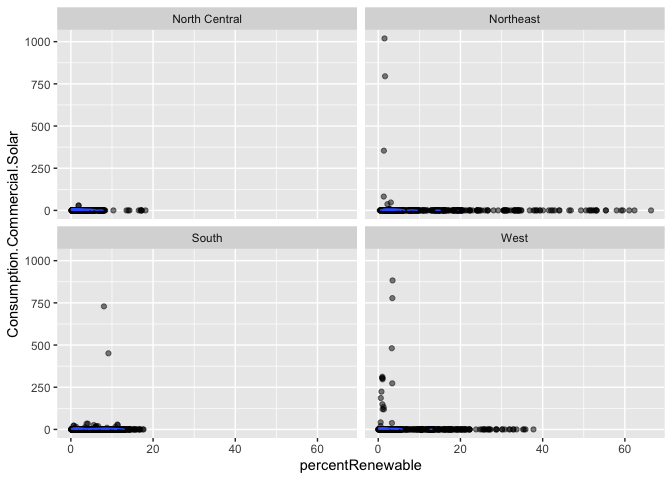 North Central
Northeast
1000
750
500
250
0
South
West
1000
750
500
250
0
0 20 40 60 0 20 40 60
percentRenewable
Consumption.Commercial.Solar